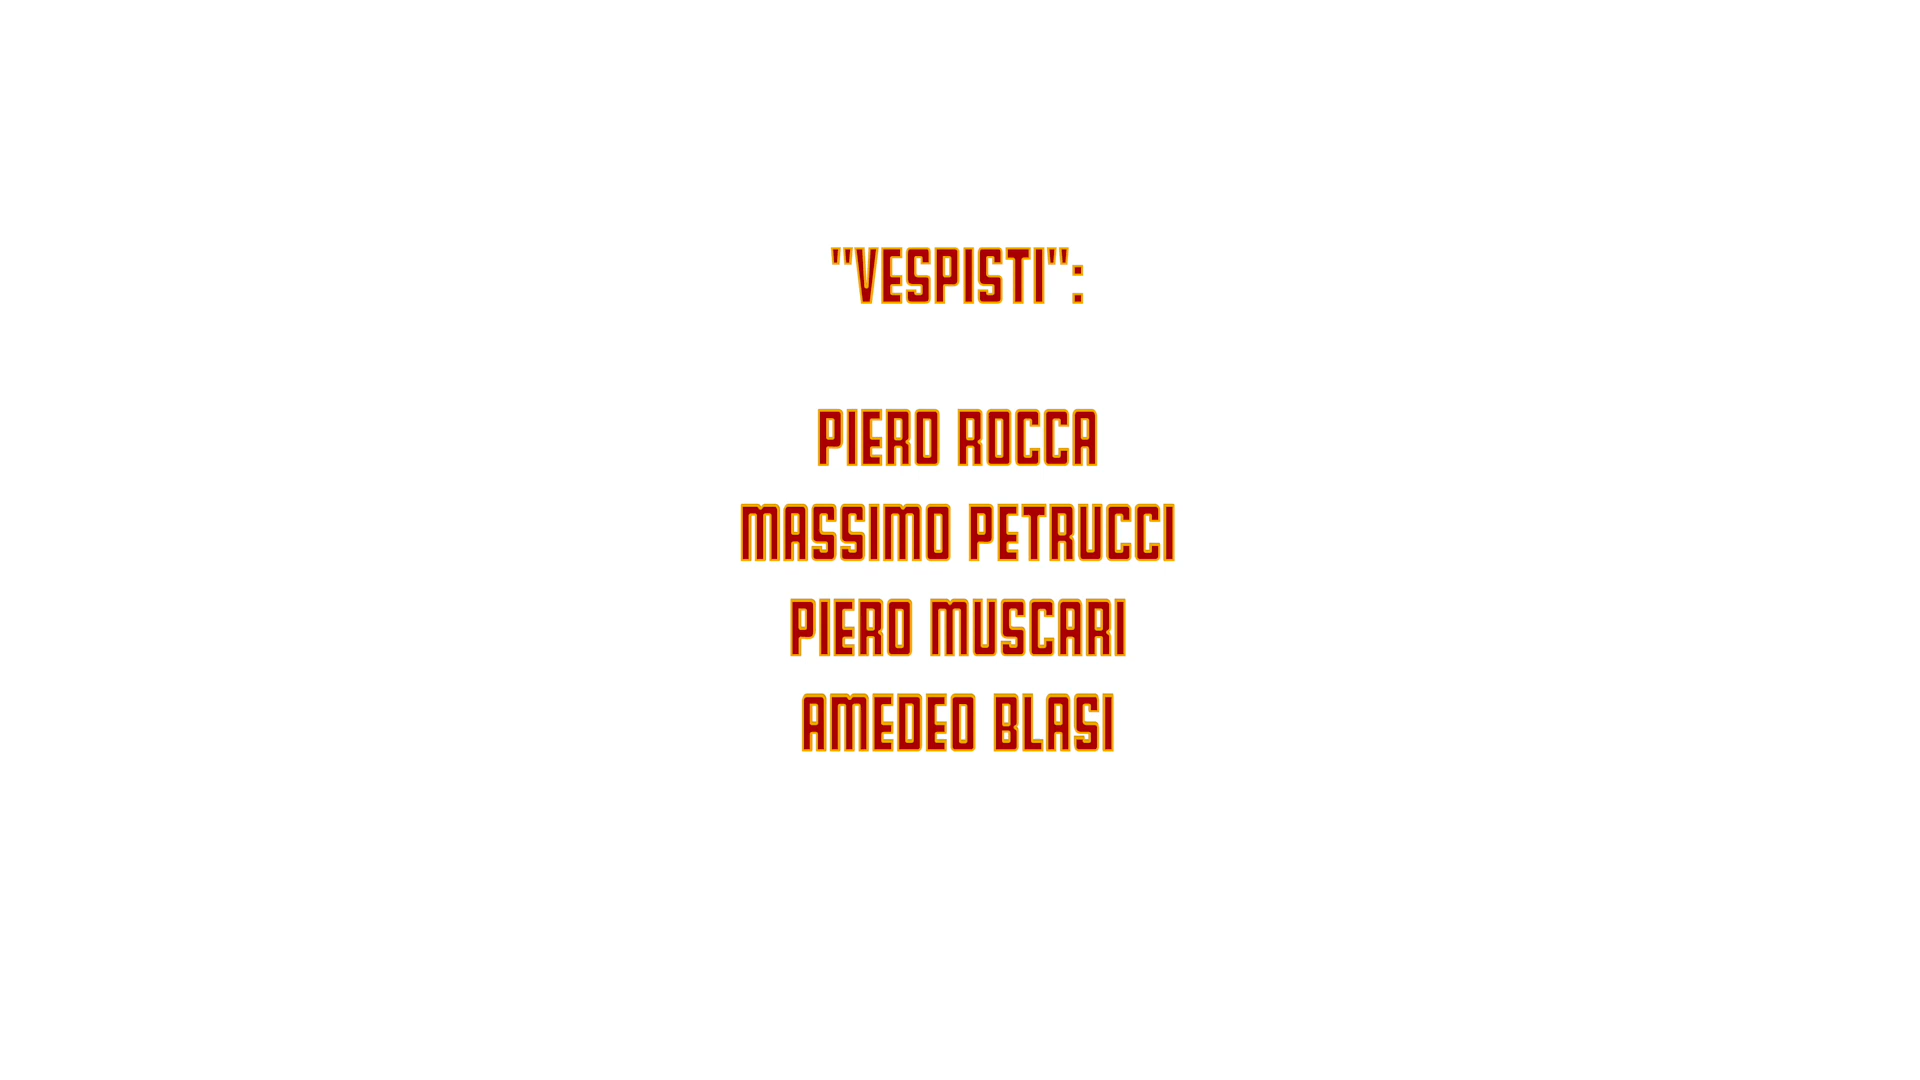 "VESPISTI":
PIERO ROCCA
MASSIMO PETRUCCI
PIERO MUSCARI
AMEDEO BLASI